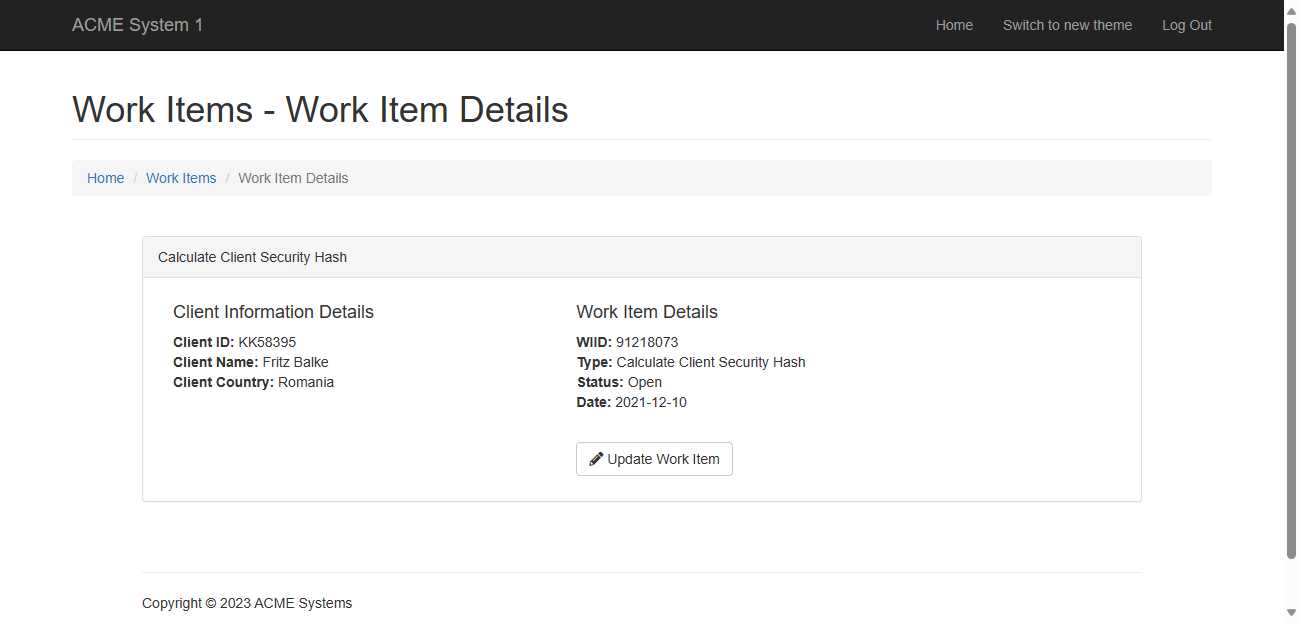 ACME System 1 Home Switch to new theme Log Out
Work Items - Work Item Details
Home / Work Items / Work Item Details
Calculate Client Security Hash
Client Information Details
Client ID: KK58395
Client Name: Fritz Balke
Client Country: Romania
Work Item Details
WIID: 91218073
Type: Calculate Client Security Hash
Status: Open
Date: 2021-12-10
Update Work Item
Copyright © 2023 ACME Systems